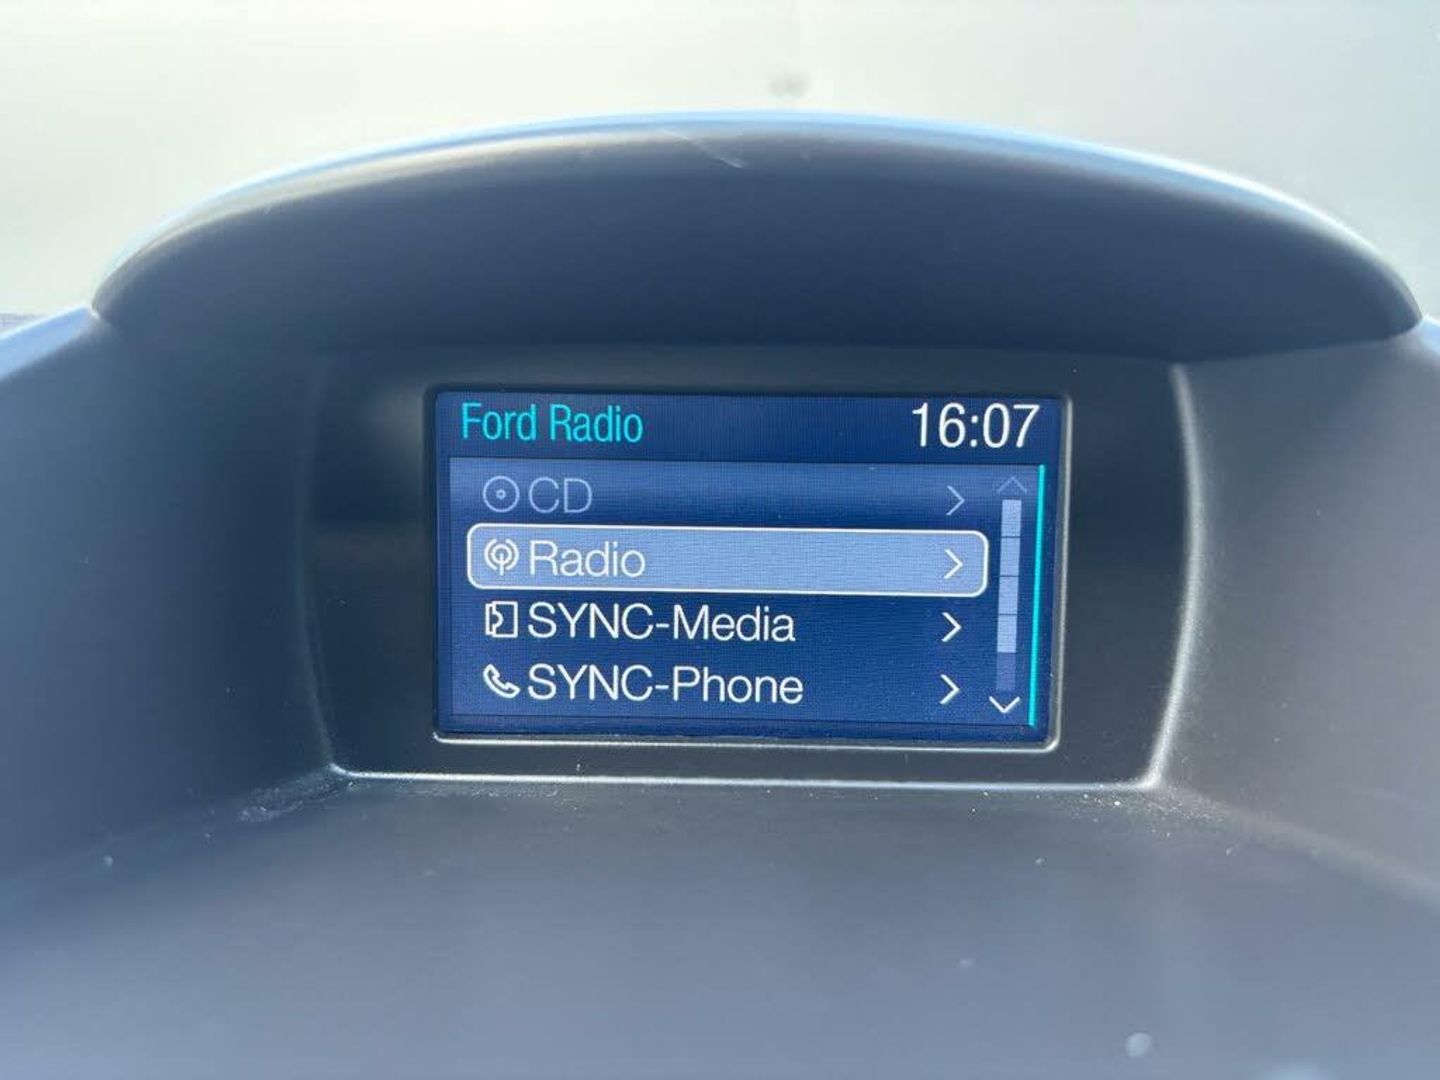 Ford Radio 16:07
CD
Radio
SYNC-Media
SYNC-Phone